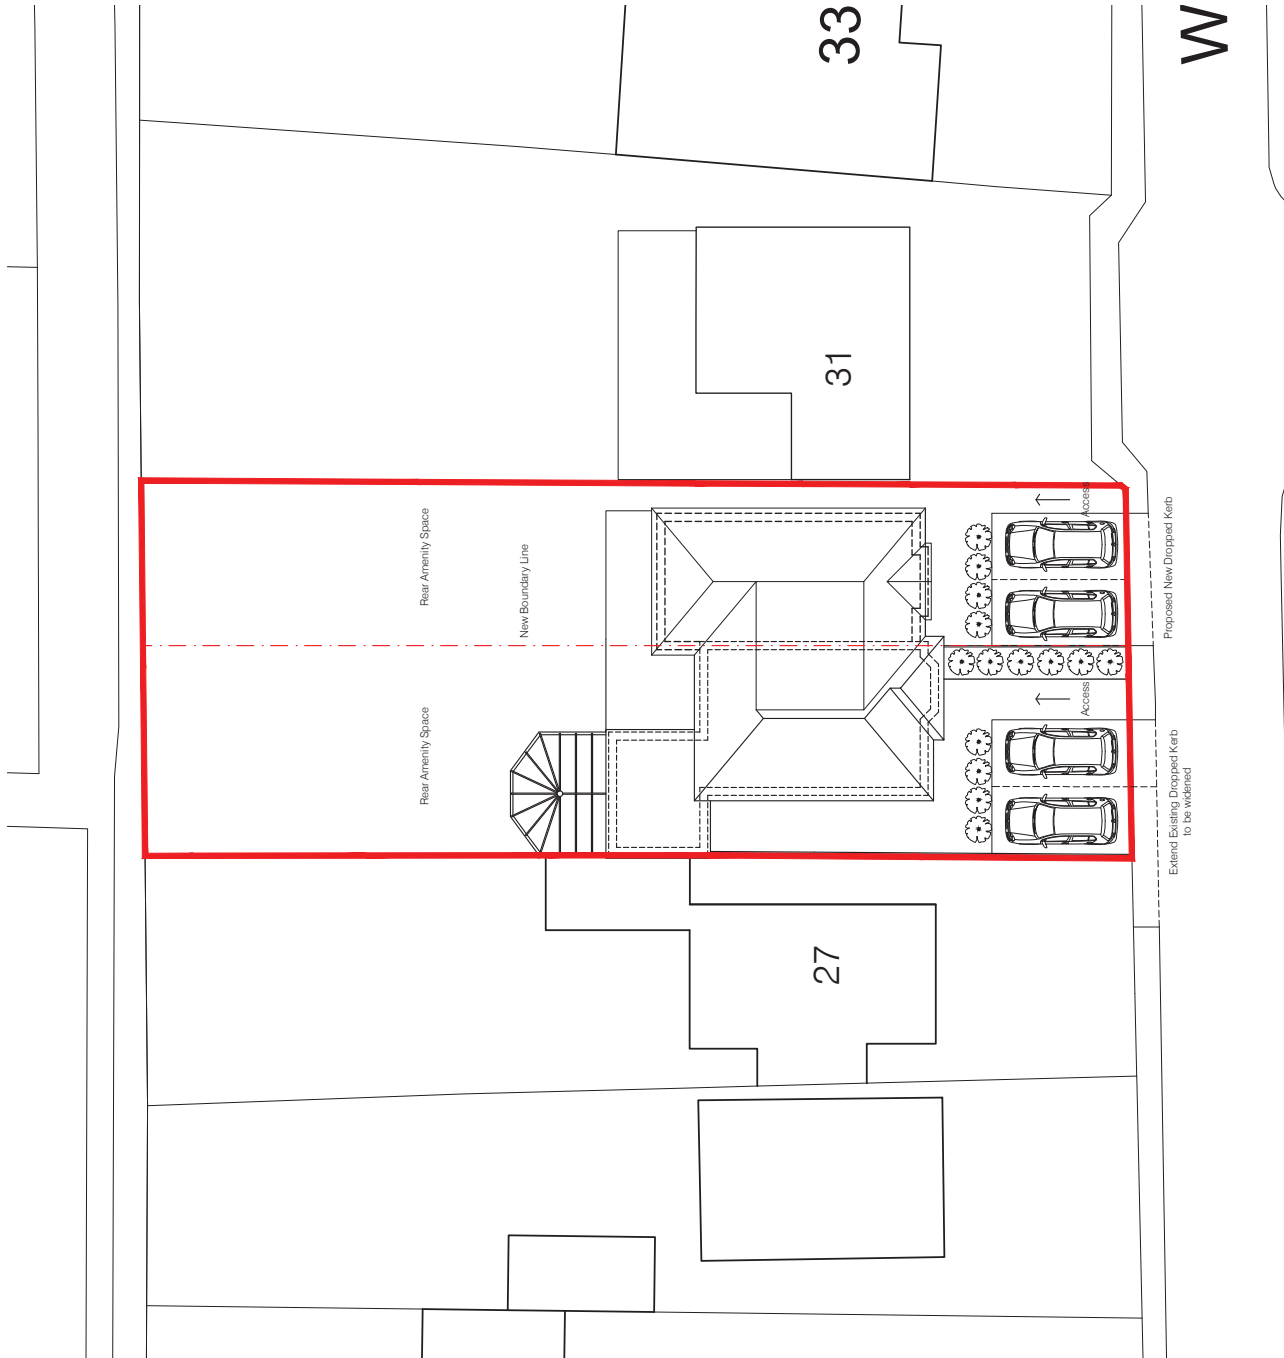 33
W
31
Rear Amenity Space
New Boundary Line
Access
Proposed New Dropped Kerb
Rear Amenity Space
Access
Extend Existing Dropped Kerb
to be widened
27